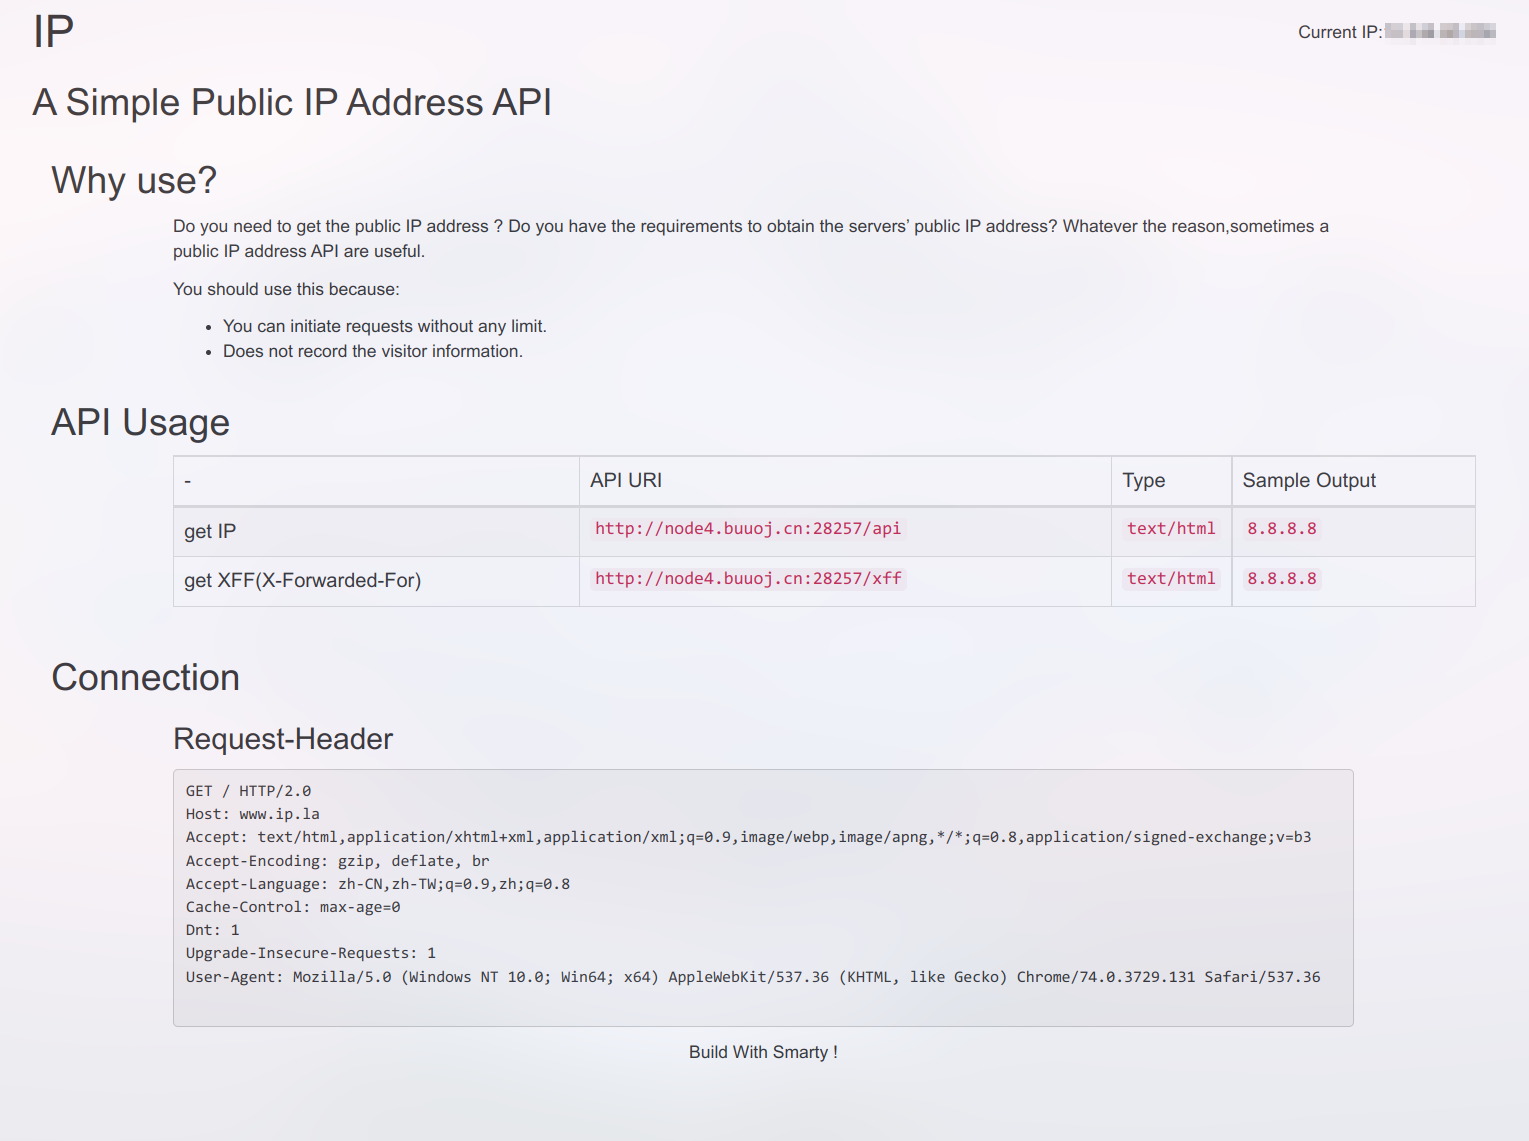 IP
Current IP:
A Simple Public IP Address API
Why use?
Do you need to get the public IP address ? Do you have the requirements to obtain the servers’ public IP address? Whatever the reason,sometimes a
public IP address API are useful.
You should use this because:
• You can initiate requests without any limit.
• Does not record the visitor information.
API Usage
- API URI Type Sample Output
get IP http://node4.buuoj.cn:28257/api text/html 8.8.8.8
get XFF(X-Forwarded-For) http://node4.buuoj.cn:28257/xff text/html 8.8.8.8
Connection
Request-Header
GET / HTTP/2.0
Host: www.ip.la
Accept: text/html,application/xhtml+xml,application/xml;q=0.9,image/webp,image/apng,*/*;q=0.8,application/signed-exchange;v=b3
Accept-Encoding: gzip, deflate, br
Accept-Language: zh-CN,zh-TW;q=0.9,zh;q=0.8
Cache-Control: max-age=0
Dnt: 1
Upgrade-Insecure-Requests: 1
User-Agent: Mozilla/5.0 (Windows NT 10.0; Win64; x64) AppleWebKit/537.36 (KHTML, like Gecko) Chrome/74.0.3729.131 Safari/537.36
Build With Smarty !